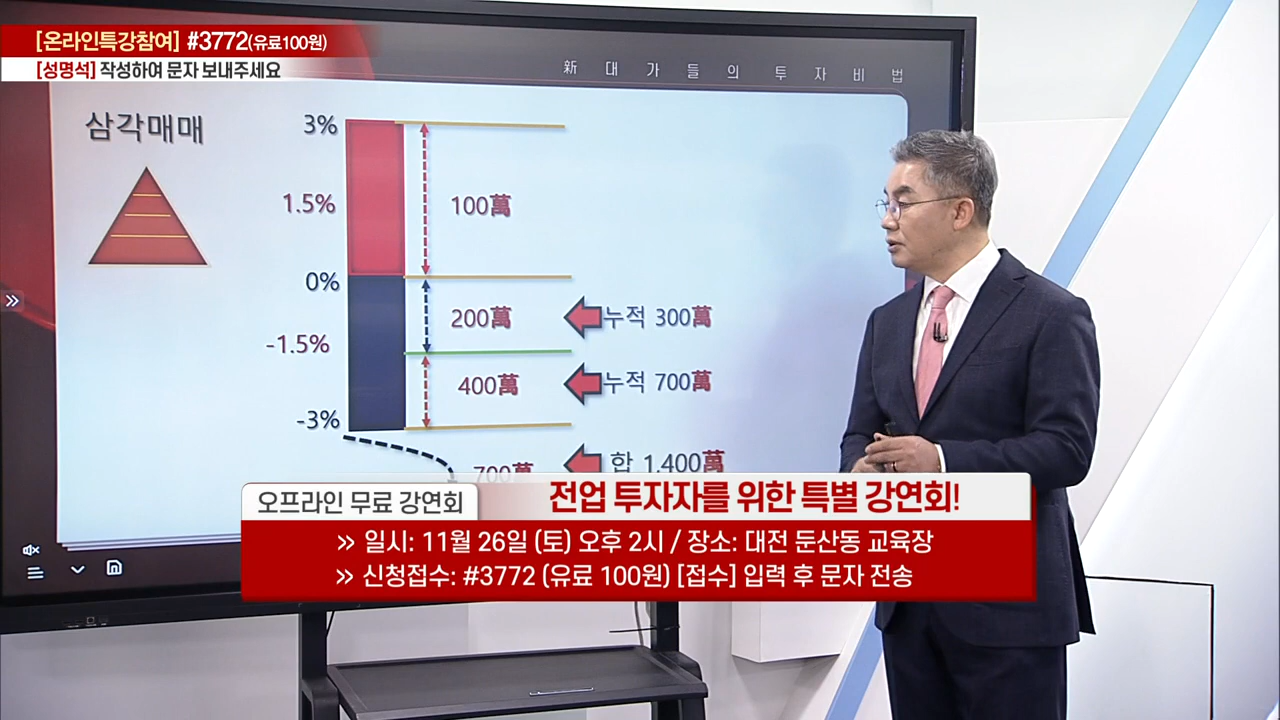 [온라인특강참여] #3772(유료100원)
[성명석] 작성하여 문자 보내주세요
新 대가들의 투자비법
삼각매매
3%
1.5%
0%
-1.5%
-3%
100萬
200萬
누적 300萬
400萬
누적 700萬
700萬
합 1,400萬
오프라인 무료 강연회
전업 투자자를 위한 특별 강연회!
» 일시: 11월 26일 (토) 오후 2시 / 장소: 대전 둔산동 교육장
» 신청접수: #3772 (유료 100원) [접수] 입력 후 문자 전송